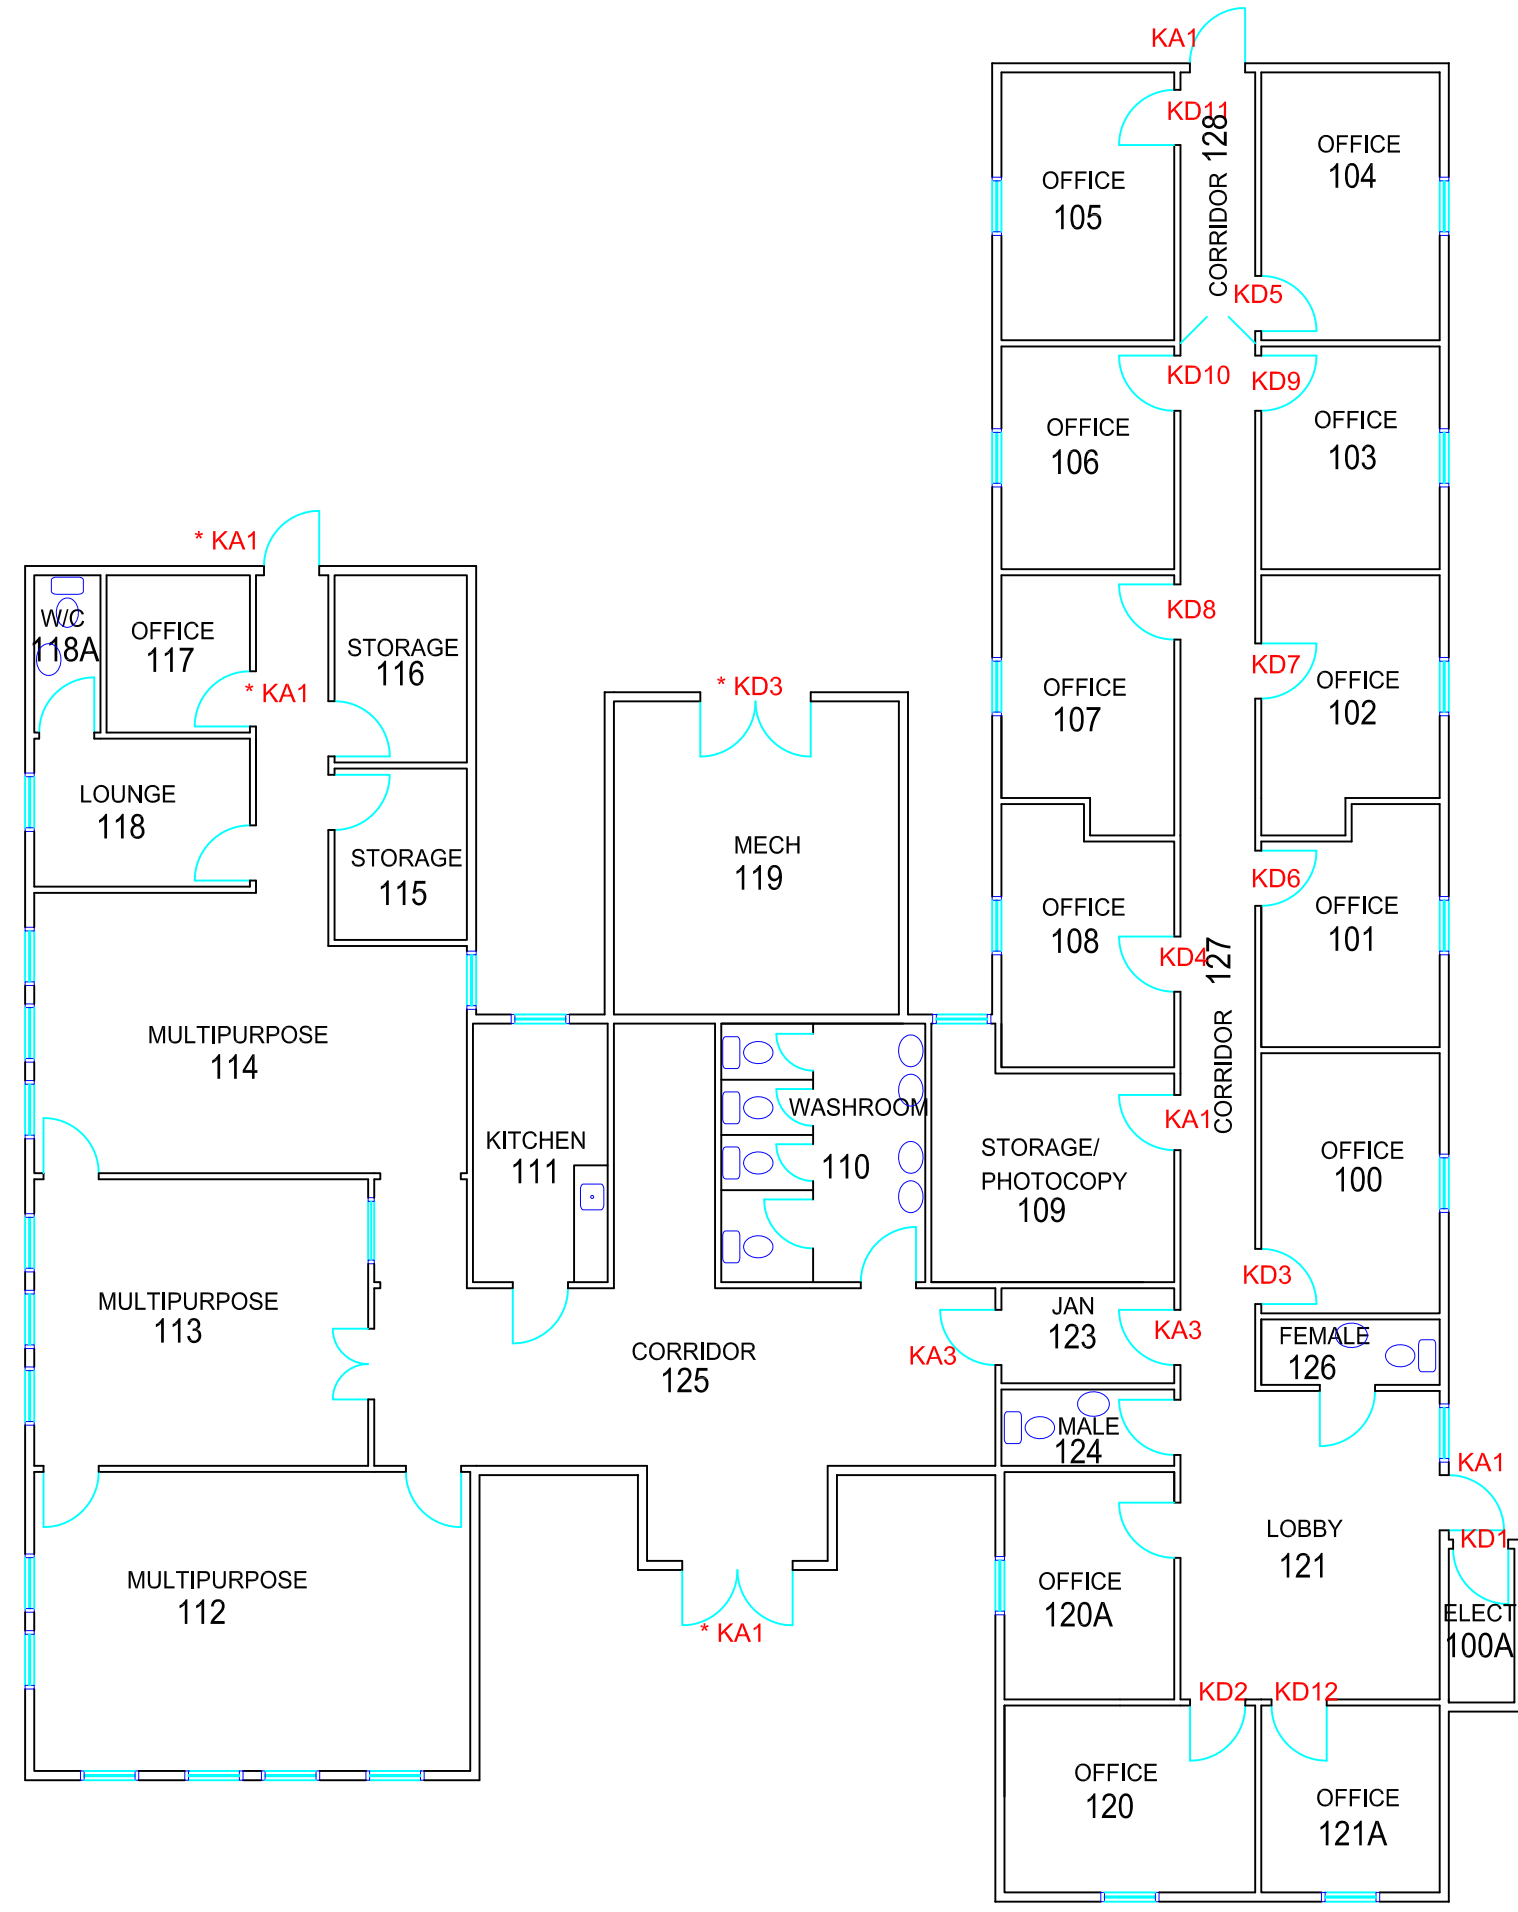 KA1
KD11
CORRIDOR 128
OFFICE
105
OFFICE
104
KD5
KD10
KD9
OFFICE
106
OFFICE
103
* KA1
W/C
118A
OFFICE
117
* KA1
STORAGE
116
KD8
KD7
OFFICE
107
OFFICE
102
* KD3
LOUNGE
118
STORAGE
115
MECH
119
KD6
OFFICE
108
OFFICE
101
KD4
CORRIDOR 127
MULTIPURPOSE
114
KITCHEN
111
WASHROOM
110
KA1
STORAGE/
PHOTOCOPY
109
OFFICE
100
KD3
MULTIPURPOSE
113
CORRIDOR
125
KA3
JAN
123
KA3
FEMALE
126
MALE
124
KA1
LOBBY
121
KD1
MULTIPURPOSE
112
* KA1
OFFICE
120A
ELECT
100A
KD2
KD12
OFFICE
120
OFFICE
121A